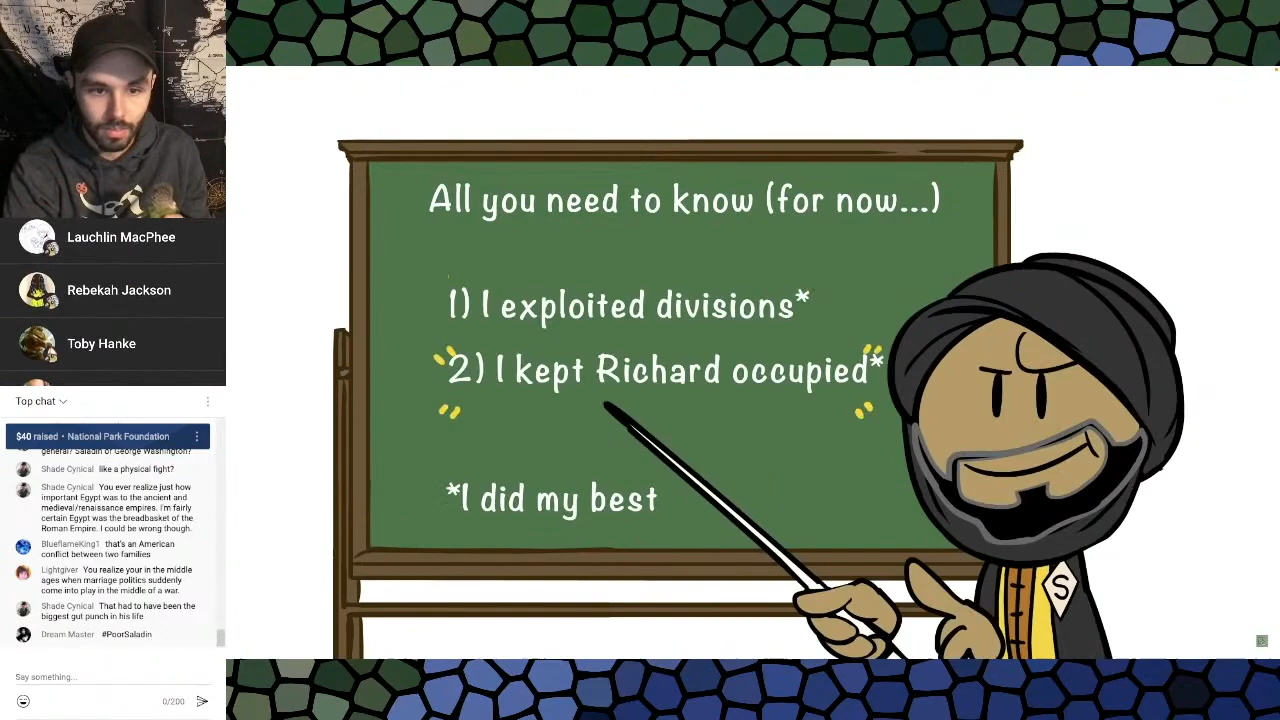 USA
Lauchlin MacPhee
Rebekah Jackson
Toby Hanke
Top chat
$40 raised • National Park Foundation
general? Saladin or George Washington?
Shade Cynical like a physical fight?
Shade Cynical You ever realize just how
important Egypt was to the ancient and
medieval/renaissance empires. I'm fairly
certain Egypt was the breadbasket of the
Roman Empire. I could be wrong though.
BlueflameKing1 that's an American
conflict between two families
Lightgiver You realize your in the middle
ages when marriage politics suddenly
come into play in the middle of a war.
Shade Cynical That had to have been the
biggest gut punch in his life
Dream Master #PoorSaladin
Say something...
0/200
All you need to know (for now...)
1) I exploited divisions*
2) I kept Richard occupied*
*I did my best
S